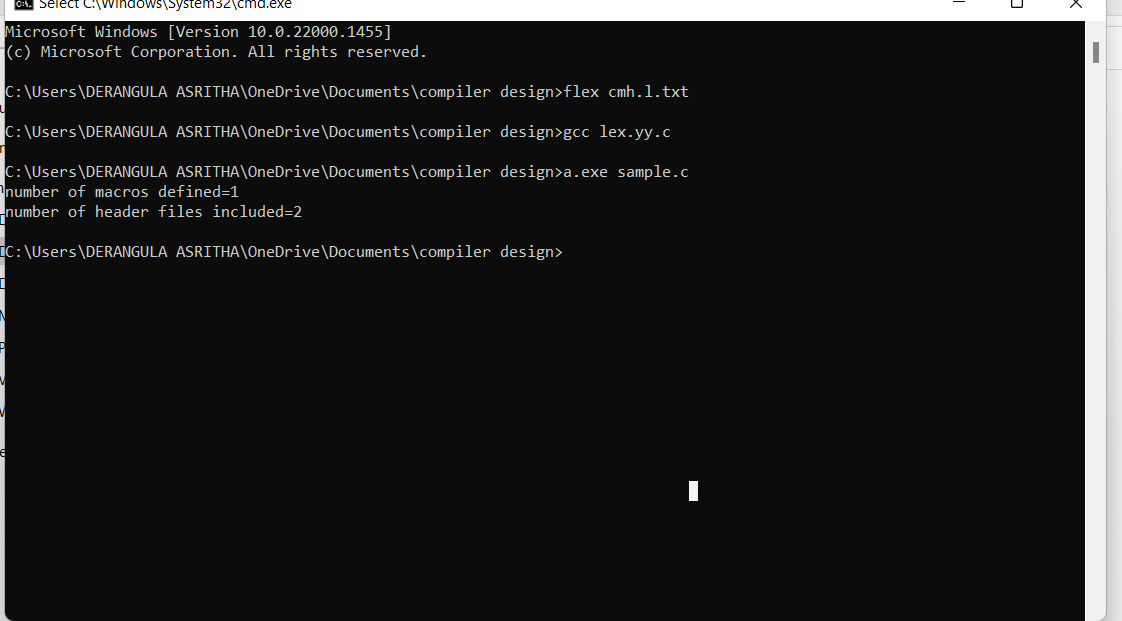 Select C:\Windows\System32\cmd.exe
Microsoft Windows [Version 10.0.22000.1455]
(c) Microsoft Corporation. All rights reserved.
C:\Users\DERANGULA ASRITHA\OneDrive\Documents\compiler design>flex cmh.l.txt
C:\Users\DERANGULA ASRITHA\OneDrive\Documents\compiler design>gcc lex.yy.c
C:\Users\DERANGULA ASRITHA\OneDrive\Documents\compiler design>a.exe sample.c
number of macros defined=1
number of header files included=2
C:\Users\DERANGULA ASRITHA\OneDrive\Documents\compiler design>